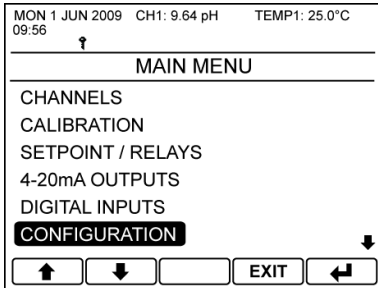 MON 1 JUN 2009 CH1: 9.64 pH TEMP1: 25.0°C
09:56
MAIN MENU
CHANNELS
CALIBRATION
SETPOINT / RELAYS
4-20mA OUTPUTS
DIGITAL INPUTS
CONFIGURATION
EXIT